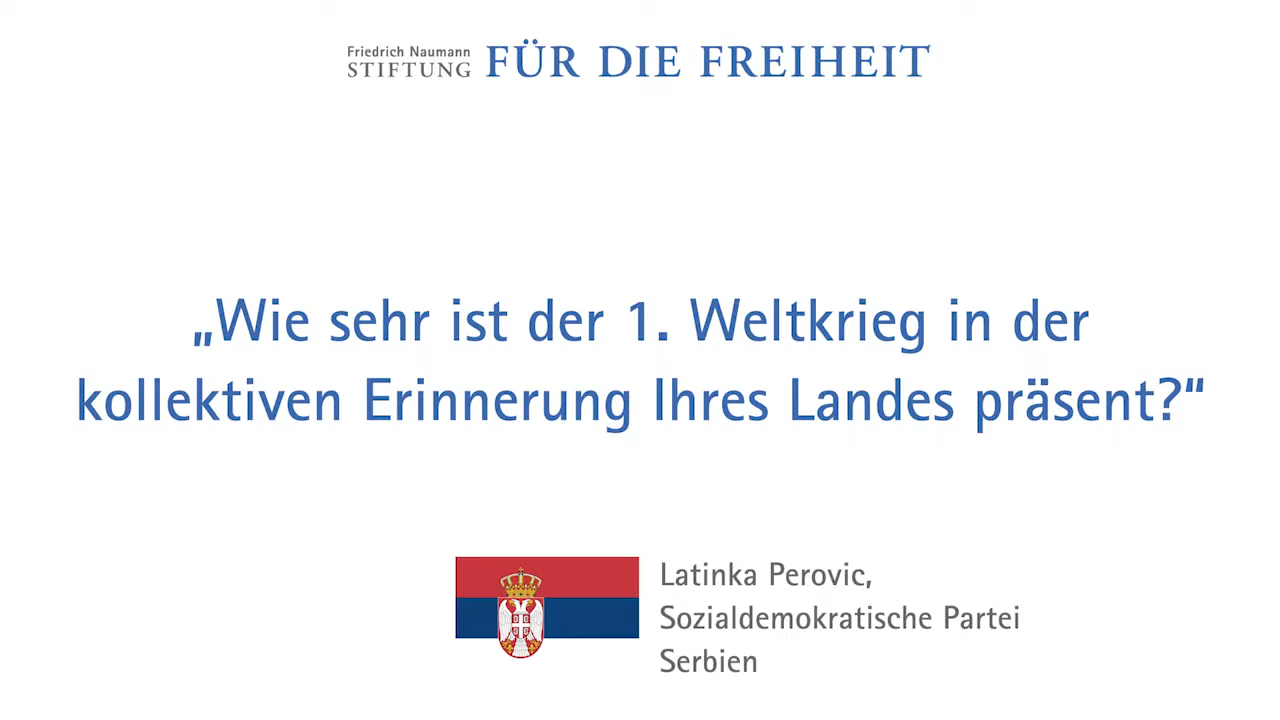 Friedrich Naumann
STIFTUNG FÜR DIE FREIHEIT
„Wie sehr ist der 1. Weltkrieg in der
kollektiven Erinnerung Ihres Landes präsent?“
Latinka Perovic,
Sozialdemokratische Partei
Serbien